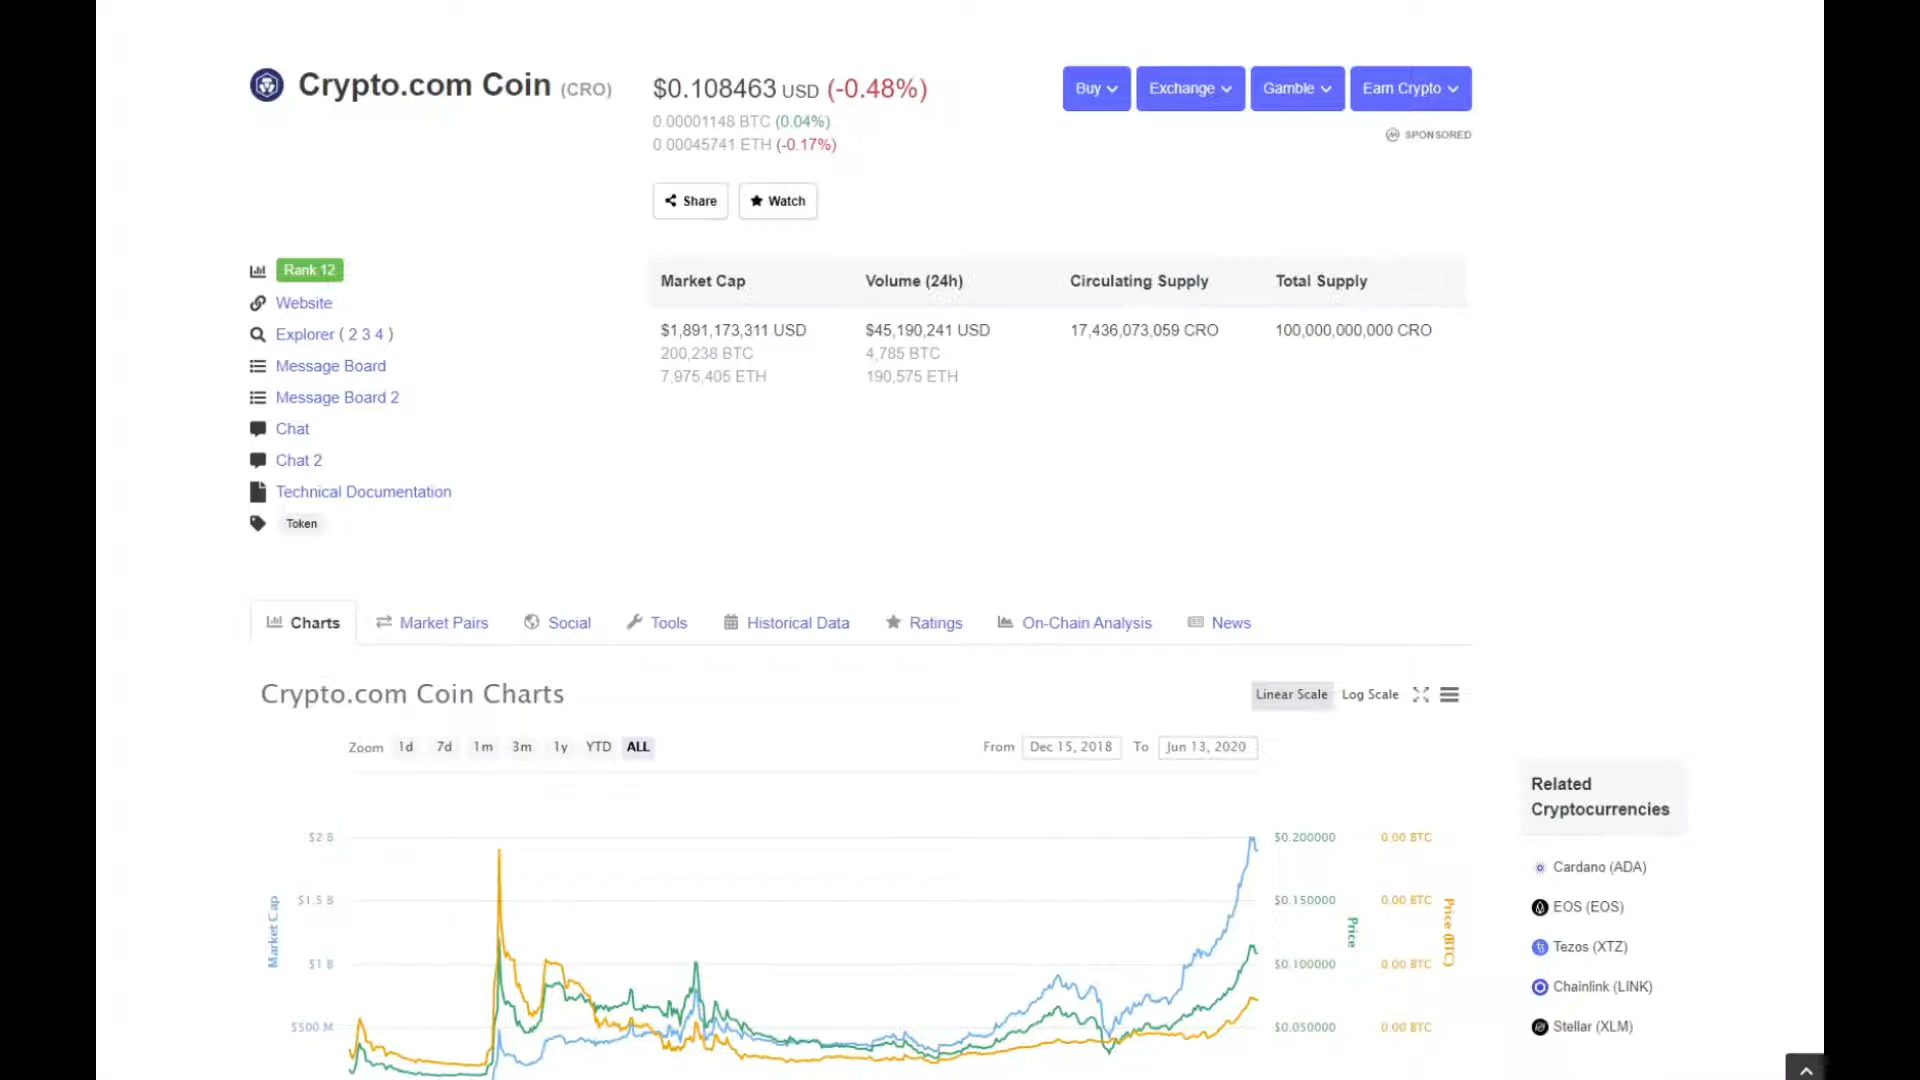 Crypto.com Coin (CRO)
$0.108463 USD (-0.48%)
0.00001148 BTC (0.04%)
0.00045741 ETH (-0.17%)
Buy
Exchange
Gamble
Earn Crypto
SPONSORED
Share
Watch
Rank 12
Website
Explorer ( 2 3 4 )
Message Board
Message Board 2
Chat
Chat 2
Technical Documentation
Token
Market Cap Volume (24h) Circulating Supply Total Supply
$1,891,173,311 USD $45,190,241 USD 17,436,073,059 CRO 100,000,000,000 CRO
200,238 BTC 4,785 BTC
7,975,405 ETH 190,575 ETH
Charts Market Pairs Social Tools Historical Data Ratings On-Chain Analysis News
Crypto.com Coin Charts
Linear Scale Log Scale
Zoom 1d 7d 1m 3m 1y YTD ALL
From Dec 15, 2018 To Jun 13, 2020
$2 B $0.200000 0.00 BTC
$1.5 B $0.150000 0.00 BTC
$1 B $0.100000 0.00 BTC
$500 M $0.050000 0.00 BTC
Market Cap
Price
Price (BTC)
Related
Cryptocurrencies
Cardano (ADA)
EOS (EOS)
Tezos (XTZ)
Chainlink (LINK)
Stellar (XLM)